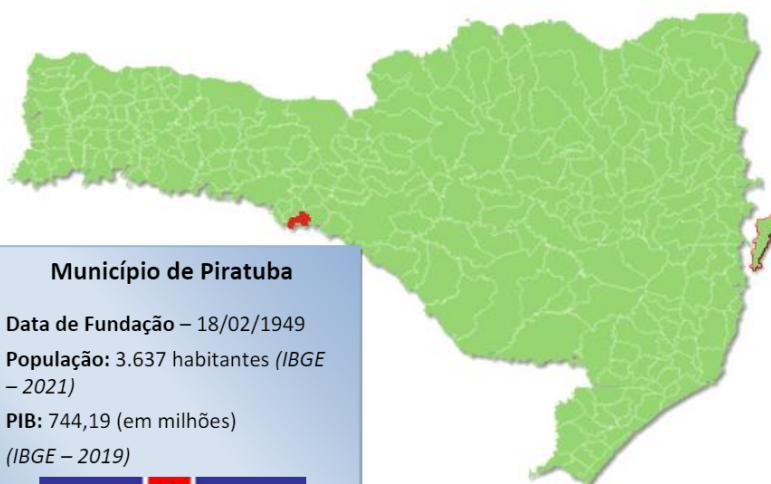 Município de Piratuba
Data de Fundação – 18/02/1949
População: 3.637 habitantes (IBGE
– 2021)
PIB: 744,19 (em milhões)
(IBGE – 2019)